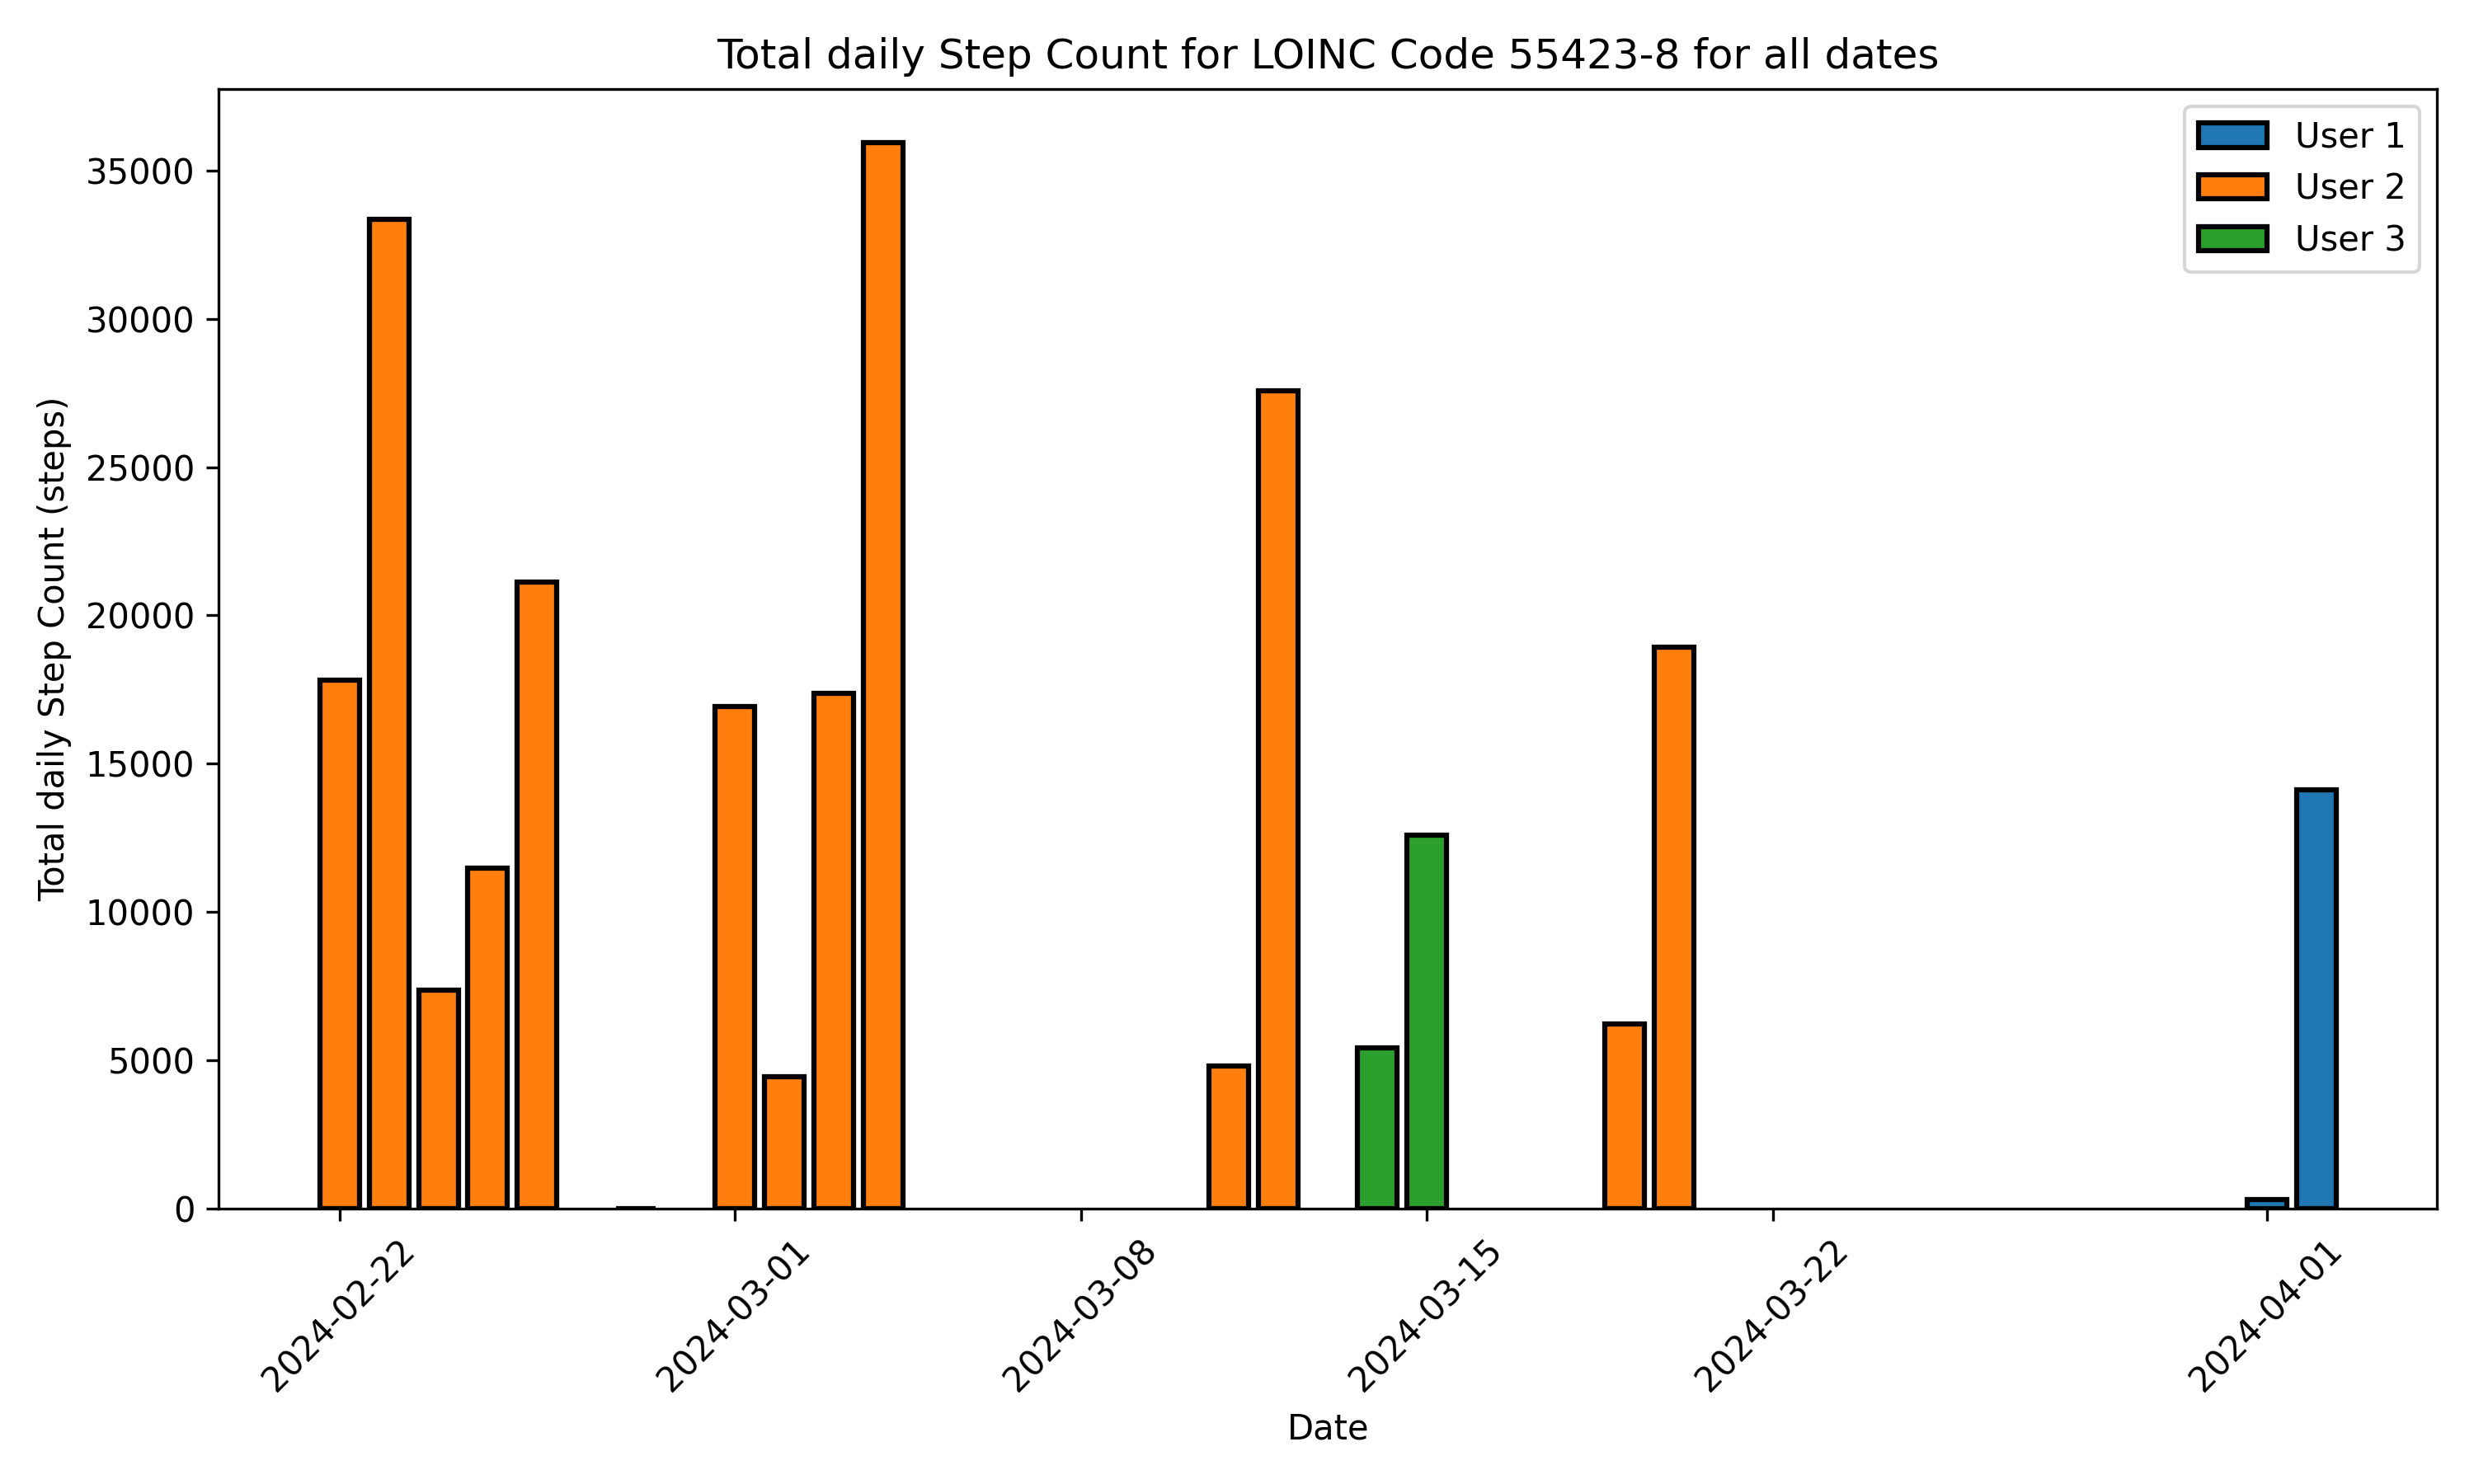 Total daily Step Count for LOINC Code 55423-8 for all dates
User 1
User 2
User 3
Total daily Step Count (steps)
35000
30000
25000
20000
15000
10000
5000
0
2024-02-22
2024-03-01
2024-03-08
2024-03-15
2024-03-22
2024-04-01
Date